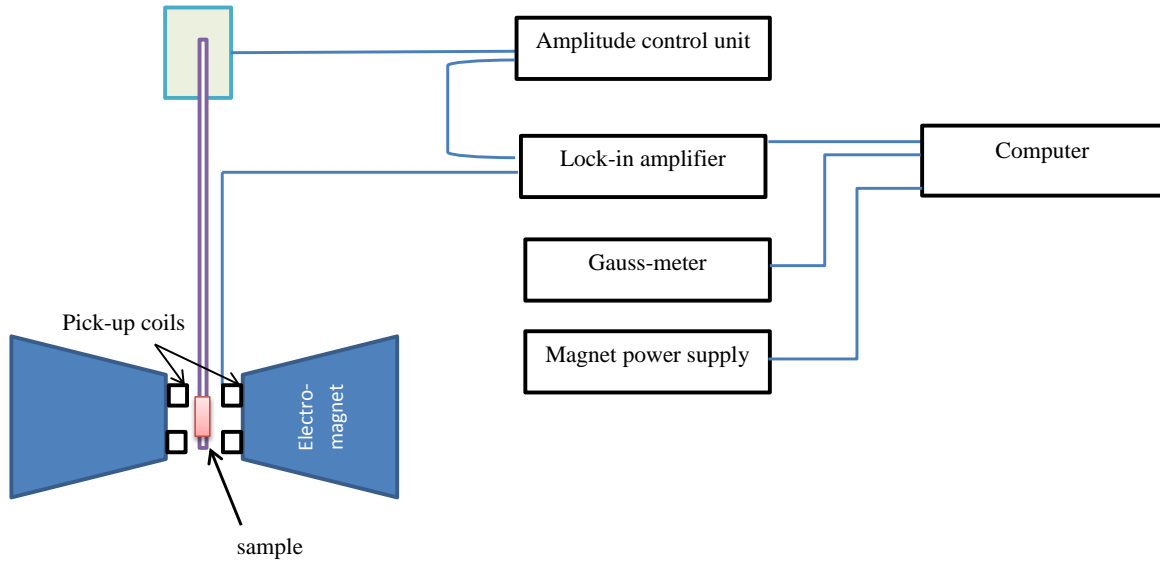 Amplitude control unit
Lock-in amplifier
Computer
Gauss-meter
Pick-up coils
Magnet power supply
Electro-
magnet
sample